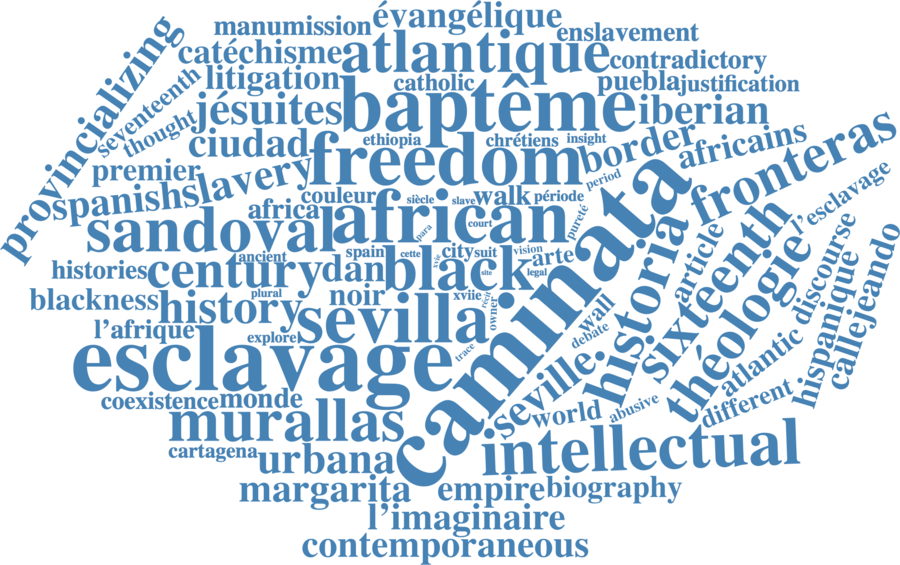 évangélique
manumission
enslavement
catéchisme
atlantique
contradictory
provincializing
seventeenth
litigation
catholic
puebla
justification
thought
jésuites
baptême
iberian
ciudad
ethiopia
chrétiens
insight
border
africains
premier
freedom
period
fronteras
spanish
slavery
couleur
siècle
slave
walk
période
l’esclavage
sandoval
africa
african
para
court
pureté
caminata
historia
article
sixteenth
théologie
discourse
hispanique
callejeando
ancient
spain
cette
vie
city
suit
vision
arte
histories
century
dan
black
site
legal
blackness
history
plural
noir
xviie
récit
owner
wall
debate
l’afrique
explore
sevilla
trace
seville
esclavage
atlantic
different
coexistence
monde
world
abusive
murallas
intellectual
cartagena
urbana
margarita
empire
biography
l’imaginaire
contemporaneous